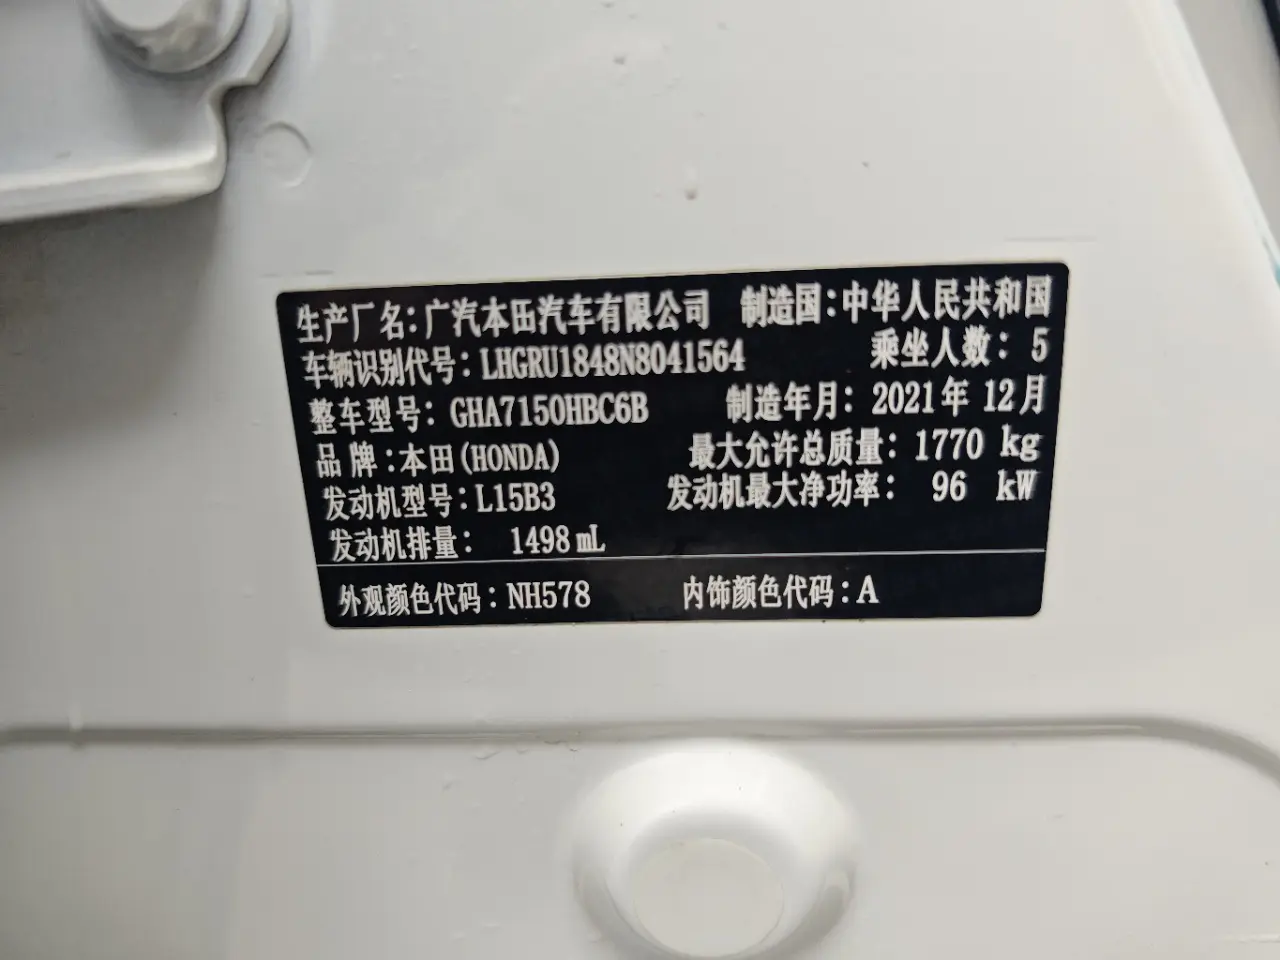 生产厂名:广汽本田汽车有限公司 制造国:中华人民共和国
车辆识别代号:LHGRU1848N8041564 乘坐人数: 5
整车型号:GHA7150HBC6B 制造年月: 2021年 12月
品 牌:本田(HONDA) 最大允许总质量: 1770 kg
发动机型号:L15B3 发动机最大净功率: 96 kW
发动机排量: 1498 mL
外观颜色代码:NH578 内饰颜色代码:A